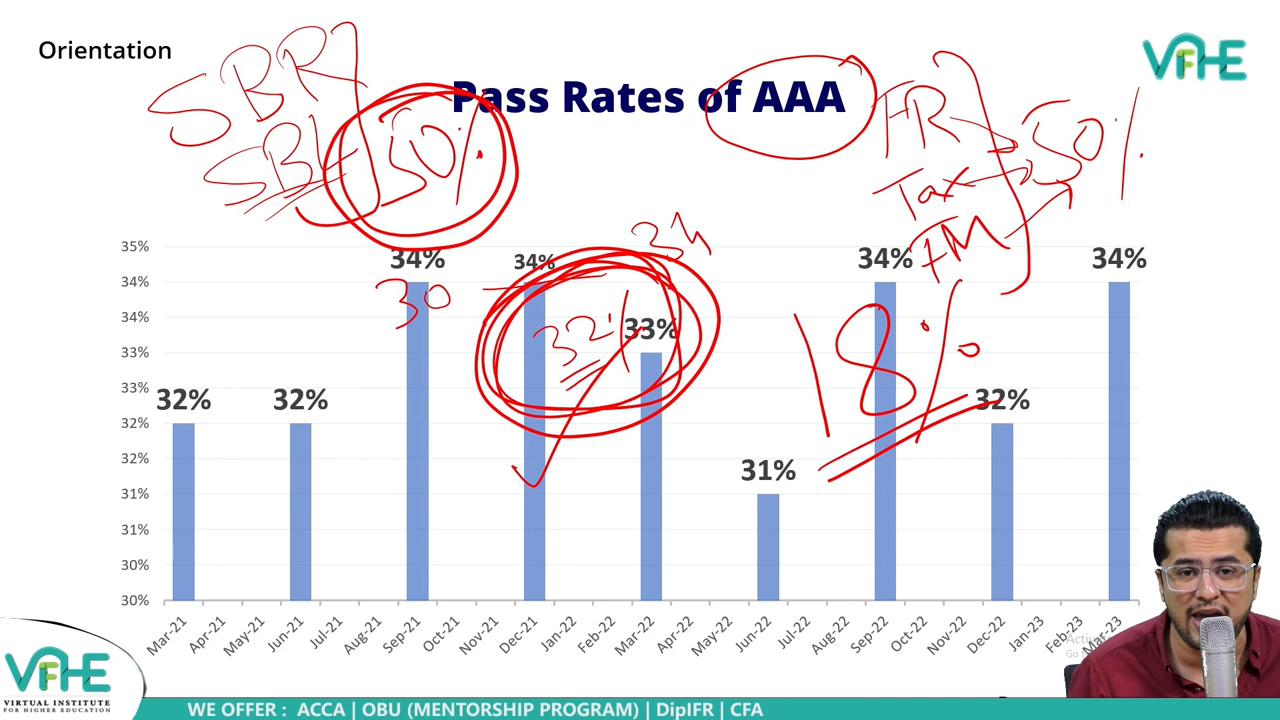 Orientation
VFHE
Pass Rates of AAA
SBR
SBL
50%
FR
Tax
FM
50%
34
30
32%
18%
35%
34%
34%
33%
33%
32%
32%
31%
31%
30%
30%
32%
32%
34%
34%
33%
31%
34%
32%
34%
Mar-21
Apr-21
May-21
Jun-21
Jul-21
Aug-21
Sep-21
Oct-21
Nov-21
Dec-21
Jan-22
Feb-22
Mar-22
Apr-22
May-22
Jun-22
Jul-22
Aug-22
Sep-22
Oct-22
Nov-22
Dec-22
Jan-23
Feb-23
Mar-23
VFHE
VIRTUAL INSTITUTE
FOR HIGHER EDUCATION
WE OFFER : ACCA | OBU (MENTORSHIP PROGRAM) | DipIFR | CFA